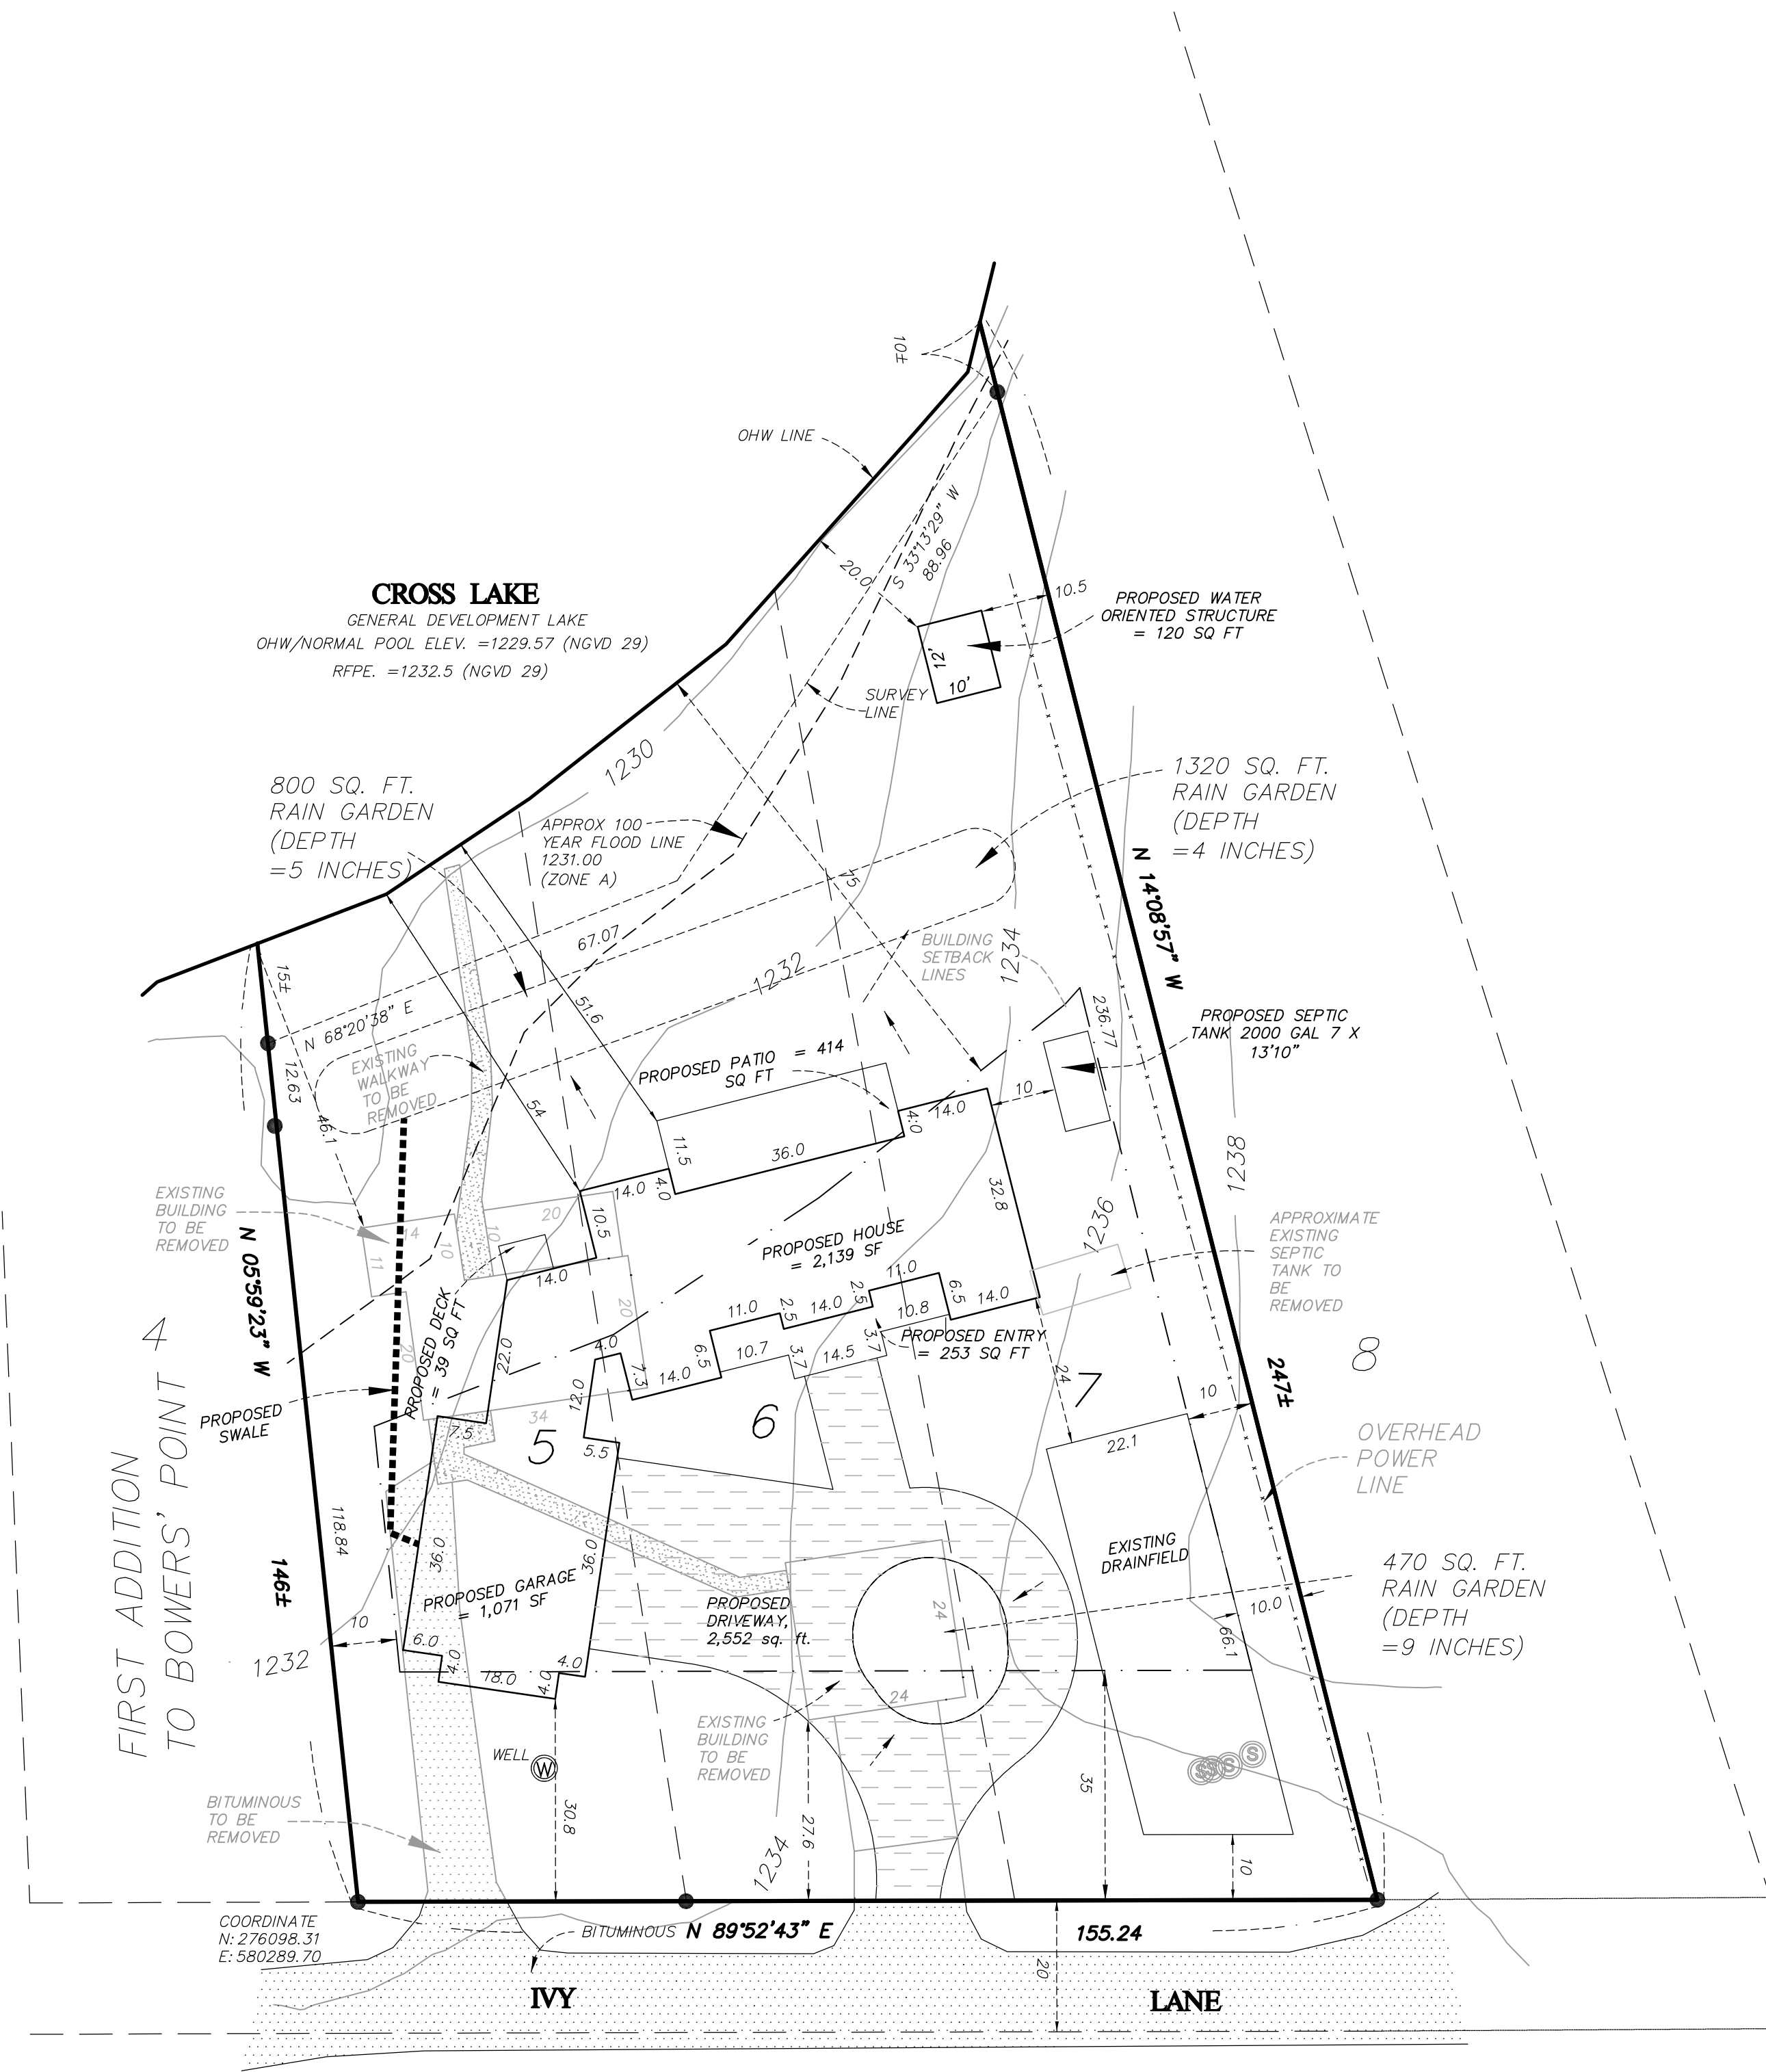 10±
OHW LINE
S 33°13'29" W
88.96
20.0
CROSS LAKE
GENERAL DEVELOPMENT LAKE
OHW/NORMAL POOL ELEV. =1229.57 (NGVD 29)
RFPE. =1232.5 (NGVD 29)
10.5
PROPOSED WATER
ORIENTED STRUCTURE
= 120 SQ FT
12'
10'
SURVEY
LINE
1230
800 SQ. FT.
RAIN GARDEN
(DEPTH
=5 INCHES)
APPROX 100
YEAR FLOOD LINE
1231.00
(ZONE A)
1320 SQ. FT.
RAIN GARDEN
(DEPTH
=4 INCHES)
75
N 14°08'57" W
67.07
1232
BUILDING
SETBACK
LINES
1234
15±
N 68°20'38" E
51.6
236.77
PROPOSED SEPTIC
TANK 2000 GAL 7 X
13'10"
EXISTING
WALKWAY
TO BE
REMOVED
72.63
46.1
54
PROPOSED PATIO = 414
SQ FT
4.0
14.0
10
11.5
36.0
14.0
4.0
32.8
1238
EXISTING
BUILDING
TO BE
REMOVED
N 05°59'23" W
14
11
10
10
20
20
20
34
10.5
14.0
PROPOSED HOUSE
= 2,139 SF
1236
APPROXIMATE
EXISTING
SEPTIC
TANK TO
BE
REMOVED
PROPOSED DECK
= 39 SQ FT
22.0
11.0
2.5
14.0
2.5
11.0
6.5
14.0
10.8
PROPOSED ENTRY
= 253 SQ FT
4.0
7.3
14.0
6.5
10.7
3.7
14.5
3.7
12.0
24
8
7
6
5
247±
10
PROPOSED
SWALE
7.5
5.5
22.1
OVERHEAD
POWER
LINE
FIRST ADDITION
TO BOWERS' POINT 4
118.84
146±
36.0
36.0
PROPOSED GARAGE
= 1,071 SF
PROPOSED
DRIVEWAY,
2,552 sq. ft.
EXISTING
DRAINFIELD
470 SQ. FT.
RAIN GARDEN
(DEPTH
=9 INCHES)
24
24
10.0
66.1
10
1232
6.0
4.0
18.0
4.0
4.0
EXISTING
BUILDING
TO BE
REMOVED
WELL
W
30.8
27.6
35
10
S
S
BITUMINOUS
TO BE
REMOVED
1234
COORDINATE
N: 276098.31
E: 580289.70
BITUMINOUS
N 89°52'43" E
155.24
20
IVY LANE